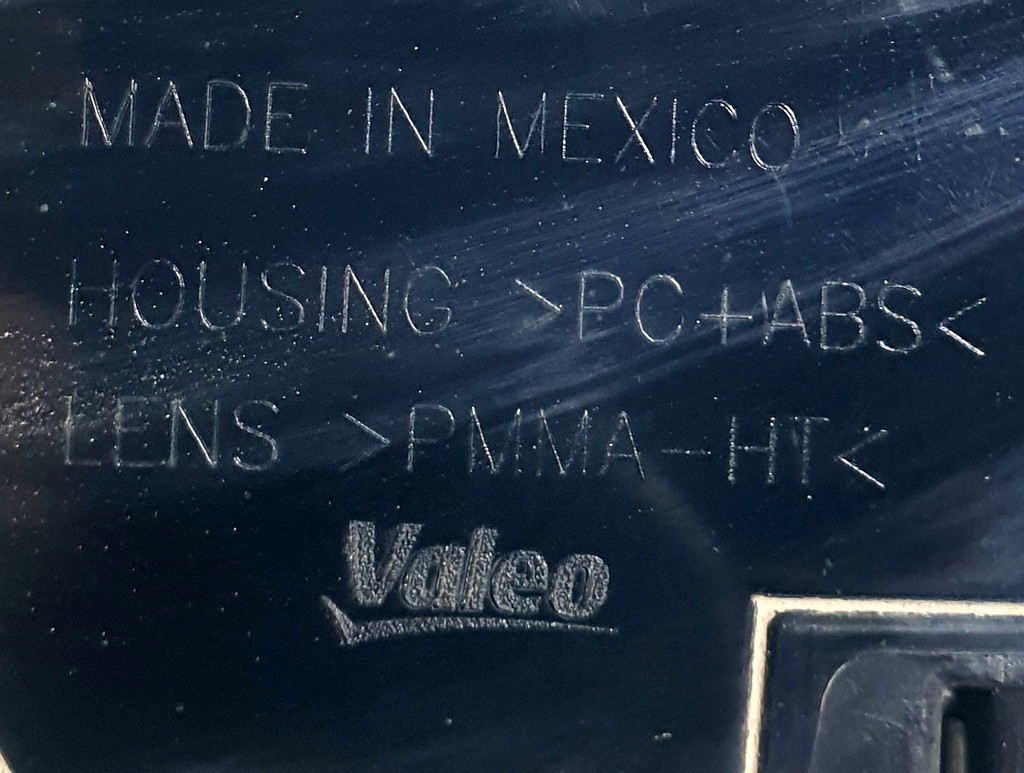 MADE IN MEXICO
HOUSING >PC+ABS<
LENS >PMMA-HT<
Valeo